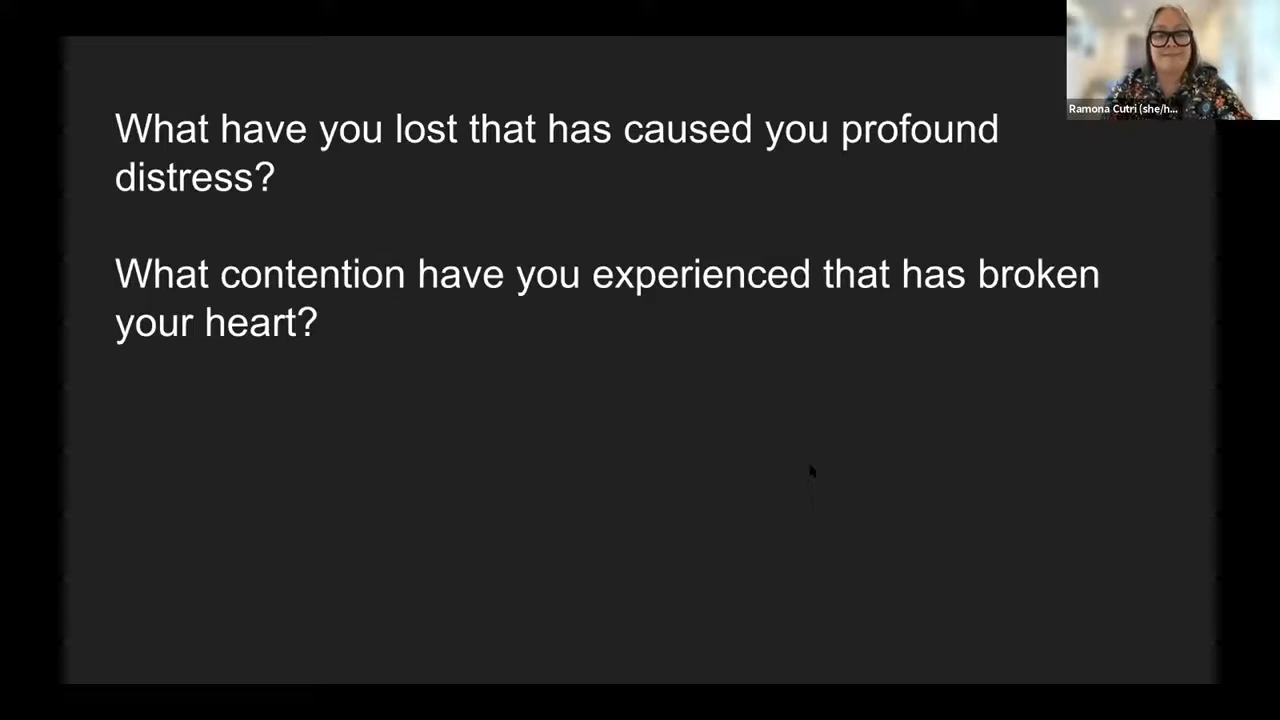 What have you lost that has caused you profound
distress?
What contention have you experienced that has broken
your heart?
Ramona Cutri (she/h...